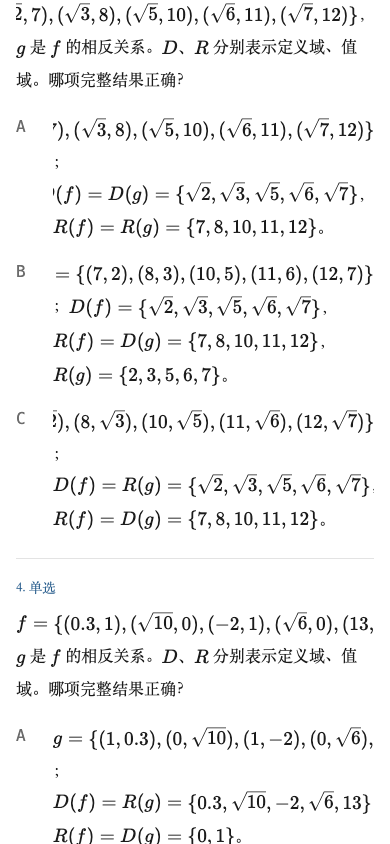 2, 7), (√3, 8), (√5, 10), (√6, 11), (√7, 12)},
g 是 f 的相反关系。D、R 分别表示定义域、值
域。哪项完整结果正确?
A
7), (√3, 8), (√5, 10), (√6, 11), (√7, 12)}
;
(f) = D(g) = {√2, √3, √5, √6, √7},
R(f) = R(g) = {7, 8, 10, 11, 12}。
B
= {(7, 2), (8, 3), (10, 5), (11, 6), (12, 7)}
; D(f) = {√2, √3, √5, √6, √7},
R(f) = D(g) = {7, 8, 10, 11, 12},
R(g) = {2, 3, 5, 6, 7}。
C
), (8, √3), (10, √5), (11, √6), (12, √7)}
;
D(f) = R(g) = {√2, √3, √5, √6, √7}
R(f) = D(g) = {7, 8, 10, 11, 12}。
4. 单选
f = {(0.3, 1), (√10, 0), (−2, 1), (√6, 0), (13,
g 是 f 的相反关系。D、R 分别表示定义域、值
域。哪项完整结果正确?
A
g = {(1, 0.3), (0, √10), (1, −2), (0, √6),
;
D(f) = R(g) = {0.3, √10, −2, √6, 13}
R(f) = D(g) = {0, 1}。